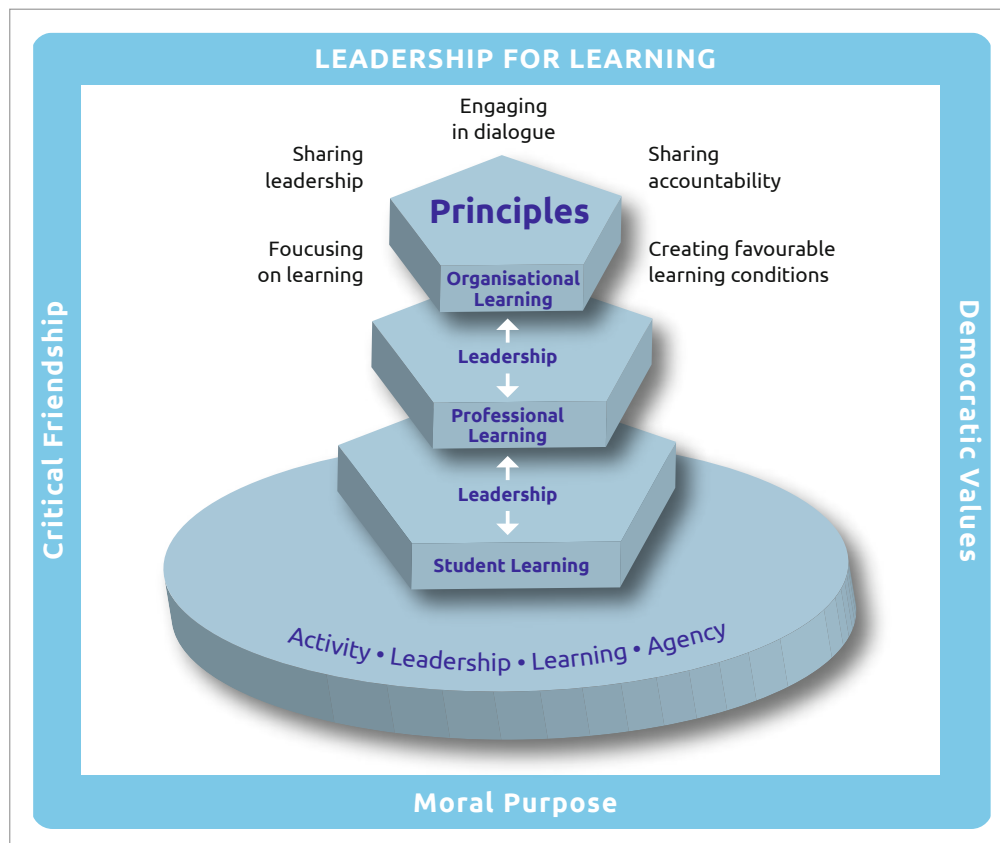 LEADERSHIP FOR LEARNING
Engaging
in dialogue
Sharing
leadership
Sharing
accountability
Principles
Foucusing
on learning
Creating favourable
learning conditions
Organisational
Learning
Leadership
Professional
Learning
Leadership
Student Learning
Activity • Leadership • Learning • Agency
Critical Friendship
Democratic Values
Moral Purpose